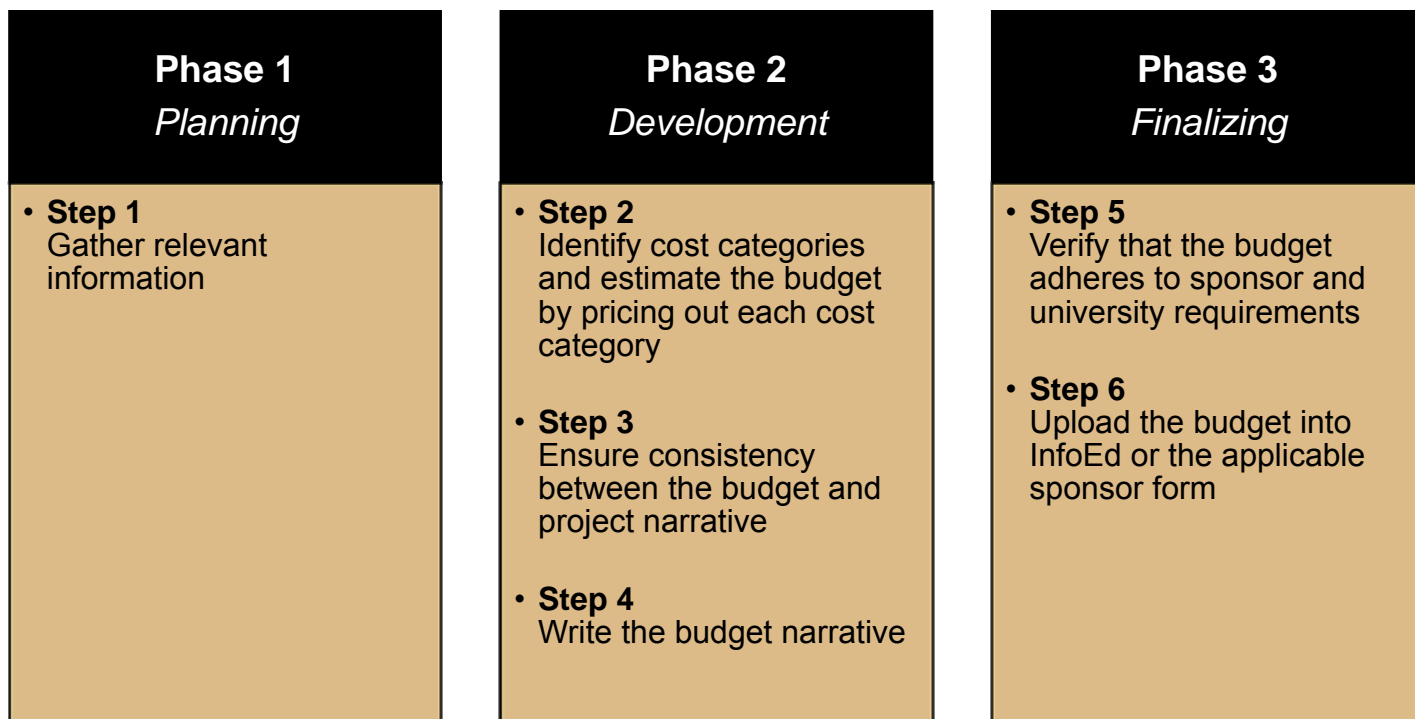 Phase 1
Planning
• Step 1
Gather relevant
information
Phase 2
Development
• Step 2
Identify cost categories
and estimate the budget
by pricing out each cost
category
• Step 3
Ensure consistency
between the budget and
project narrative
• Step 4
Write the budget narrative
Phase 3
Finalizing
• Step 5
Verify that the budget
adheres to sponsor and
university requirements
• Step 6
Upload the budget into
InfoEd or the applicable
sponsor form